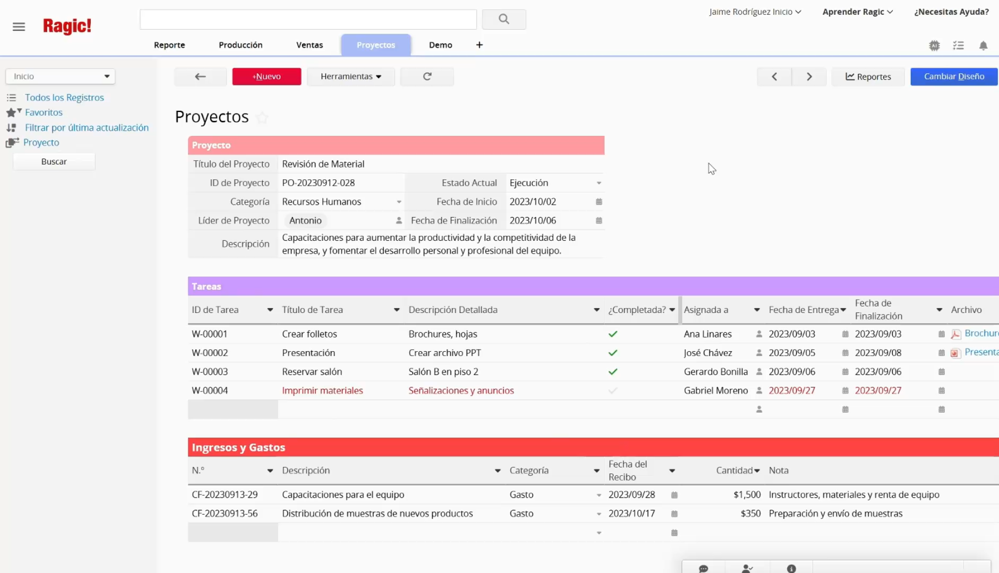 Jaime Rodríguez Inicio
Aprender Ragic
¿Necesitas Ayuda?
Ragic!
Reporte
Producción
Ventas
Proyectos
Demo
+
AI
Inicio
Todos los Registros
Favoritos
Filtrar por última actualización
Proyecto
Buscar
+Nuevo
Herramientas
Reportes
Cambiar Diseño
Proyectos
Proyecto
Título del Proyecto Revisión de Material
ID de Proyecto PO-20230912-028 Estado Actual Ejecución
Categoría Recursos Humanos Fecha de Inicio 2023/10/02
Líder de Proyecto Antonio Fecha de Finalización 2023/10/06
Descripción Capacitaciones para aumentar la productividad y la competitividad de la
empresa, y fomentar el desarrollo personal y profesional del equipo.
Tareas
ID de Tarea Título de Tarea Descripción Detallada ¿Completada? Asignada a Fecha de Entrega Fecha de
Finalización Archivo
W-00001 Crear folletos Brochures, hojas Ana Linares 2023/09/03 2023/09/03 Brochur
W-00002 Presentación Crear archivo PPT José Chávez 2023/09/05 2023/09/08 Presenta
W-00003 Reservar salón Salón B en piso 2 Gerardo Bonilla 2023/09/06 2023/09/06
W-00004 Imprimir materiales Señalizaciones y anuncios Gabriel Moreno 2023/09/27 2023/09/27
Ingresos y Gastos
N.º Descripción Categoría Fecha del
Recibo Cantidad Nota
CF-20230913-29 Capacitaciones para el equipo Gasto 2023/09/28 $1,500 Instructores, materiales y renta de equipo
CF-20230913-56 Distribución de muestras de nuevos productos Gasto 2023/10/17 $350 Preparación y envío de muestras